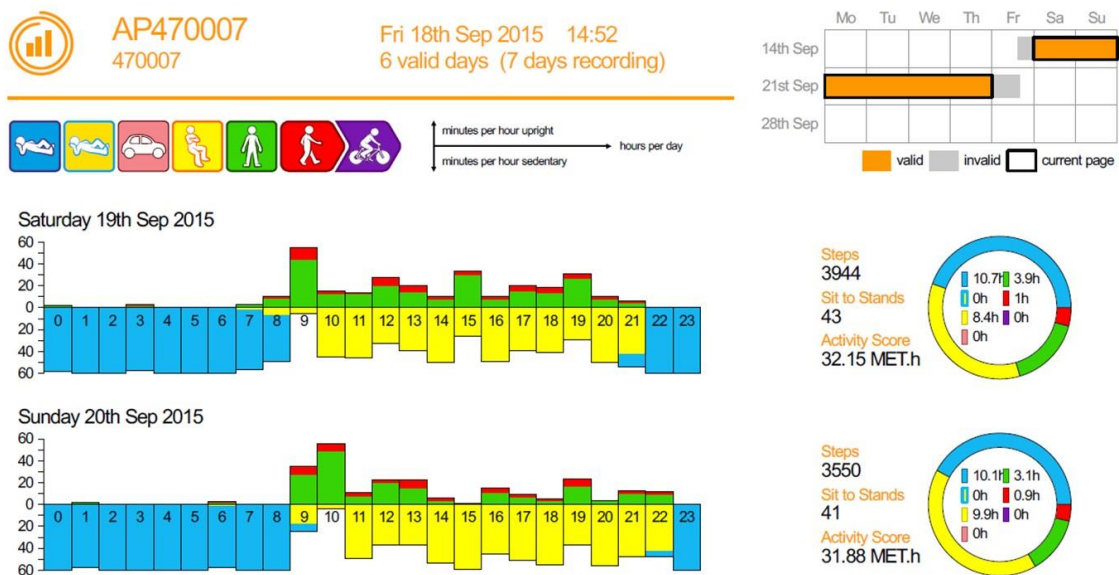 AP470007
470007
Fri 18th Sep 2015 14:52
6 valid days (7 days recording)
Mo Tu We Th Fr Sa Su
14th Sep
21st Sep
28th Sep
valid invalid current page
minutes per hour upright
hours per day
minutes per hour sedentary
Saturday 19th Sep 2015
60
40
20
0
20
40
60
0 1 2 3 4 5 6 7 8 9 10 11 12 13 14 15 16 17 18 19 20 21 22 23
Steps
3944
Sit to Stands
43
Activity Score
32.15 MET.h
10.7h 3.9h
0h 1h
8.4h 0h
0h
Sunday 20th Sep 2015
60
40
20
0
20
40
60
0 1 2 3 4 5 6 7 8 9 10 11 12 13 14 15 16 17 18 19 20 21 22 23
Steps
3550
Sit to Stands
41
Activity Score
31.88 MET.h
10.1h 3.1h
0h 0.9h
9.9h 0h
0h